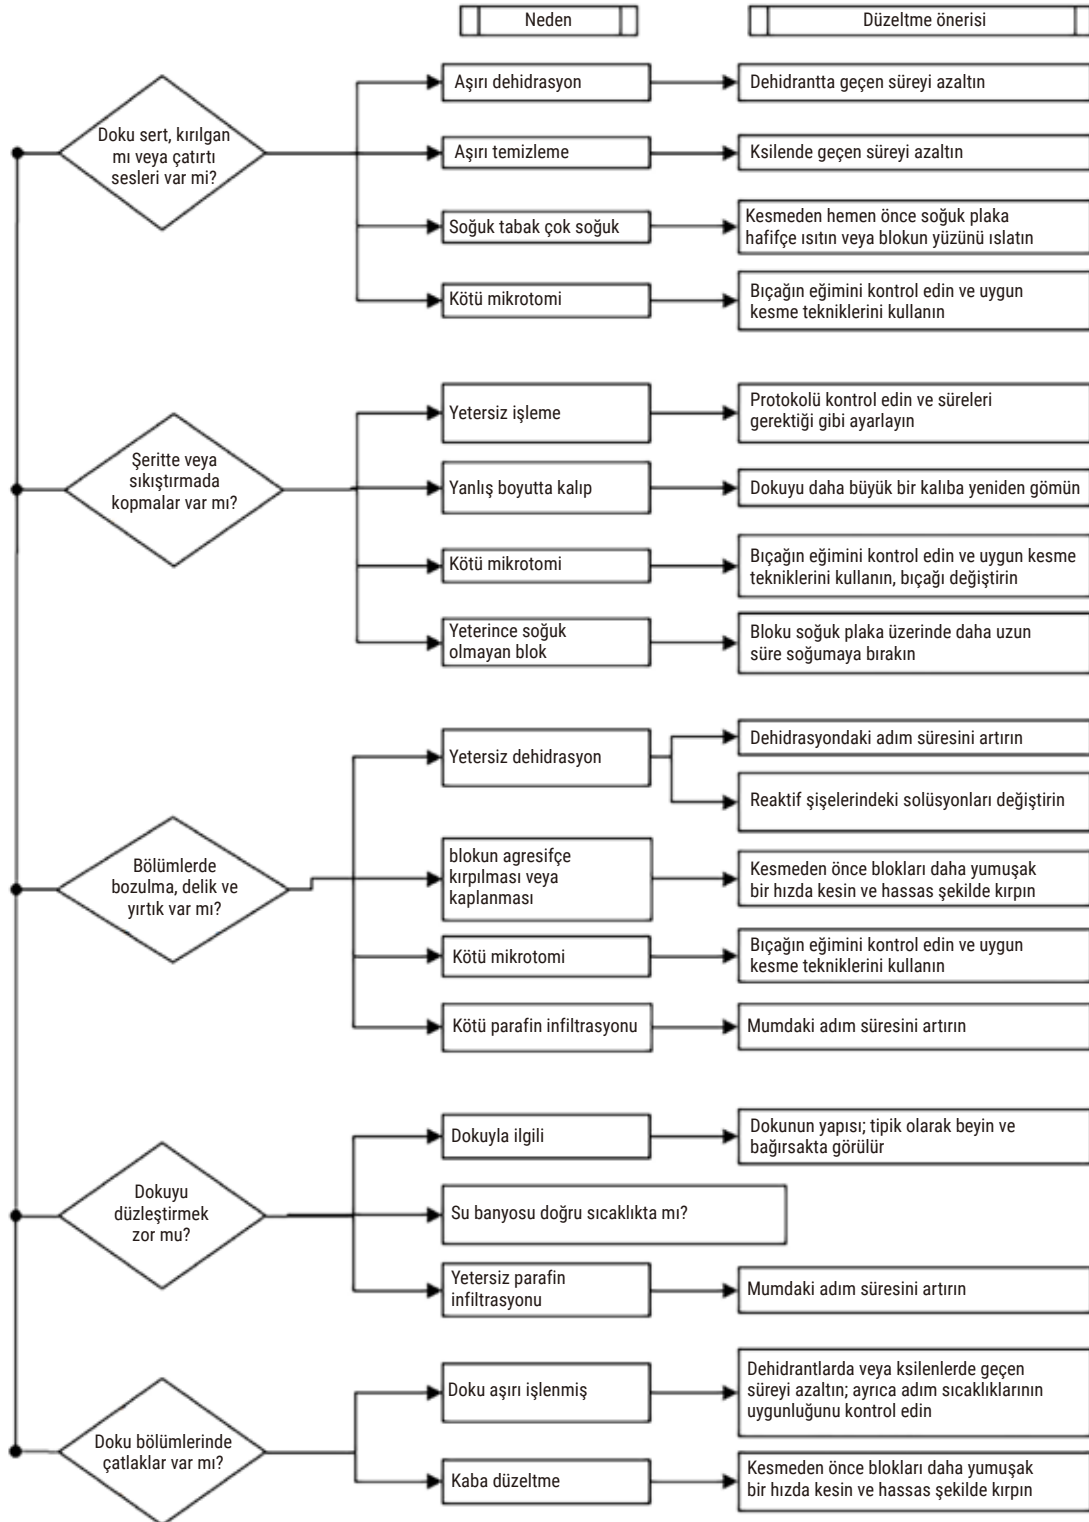 Neden
Düzeltme önerisi
Doku sert, kırılgan
mı veya çatırtı
sesleri var mi?
Aşırı dehidrasyon
Dehidrantta geçen süreyi azaltın
Aşırı temizleme
Ksilende geçen süreyi azaltın
Soğuk tabak çok soğuk
Kesmeden hemen önce soğuk plaka
hafifçe ısıtın veya blokun yüzünü ıslatın
Kötü mikrotomi
Bıçağın eğimini kontrol edin ve uygun
kesme tekniklerini kullanın
Şeritte veya
sıkıştırmada
kopmalar var mı?
Yetersiz işleme
Protokolü kontrol edin ve süreleri
gerektiği gibi ayarlayın
Yanlış boyutta kalıp
Dokuyu daha büyük bir kalıba yeniden gömün
Kötü mikrotomi
Bıçağın eğimini kontrol edin ve uygun kesme
tekniklerini kullanın, bıçağı değiştirin
Yeterince soğuk
olmayan blok
Bloku soğuk plaka üzerinde daha uzun
süre soğumaya bırakın
Bölümlerde
bozulma, delik ve
yırtık var mı?
Yetersiz dehidrasyon
Dehidrasyondaki adım süresini artırın
Reaktif şişelerindeki solüsyonları değiştirin
blokun agresifçe
kırpılması veya
kaplanması
Kesmeden önce blokları daha yumuşak
bir hızda kesin ve hassas şekilde kırpın
Kötü mikrotomi
Bıçağın eğimini kontrol edin ve uygun
kesme tekniklerini kullanın
Kötü parafin infiltrasyonu
Mumdaki adım süresini artırın
Dokuyu
düzleştirmek
zor mu?
Dokuyla ilgili
Dokunun yapısı; tipik olarak beyin ve
bağırsakta görülür
Su banyosu doğru sıcaklıkta mı?
Yetersiz parafin
infiltrasyonu
Mumdaki adım süresini artırın
Doku bölümlerinde
çatlaklar var mı?
Doku aşırı işlenmiş
Dehidrantlarda veya ksilenlerde geçen
süreyi azaltın; ayrıca adım sıcaklıklarının
uygunluğunu kontrol edin
Kaba düzeltme
Kesmeden önce blokları daha yumuşak
bir hızda kesin ve hassas şekilde kırpın